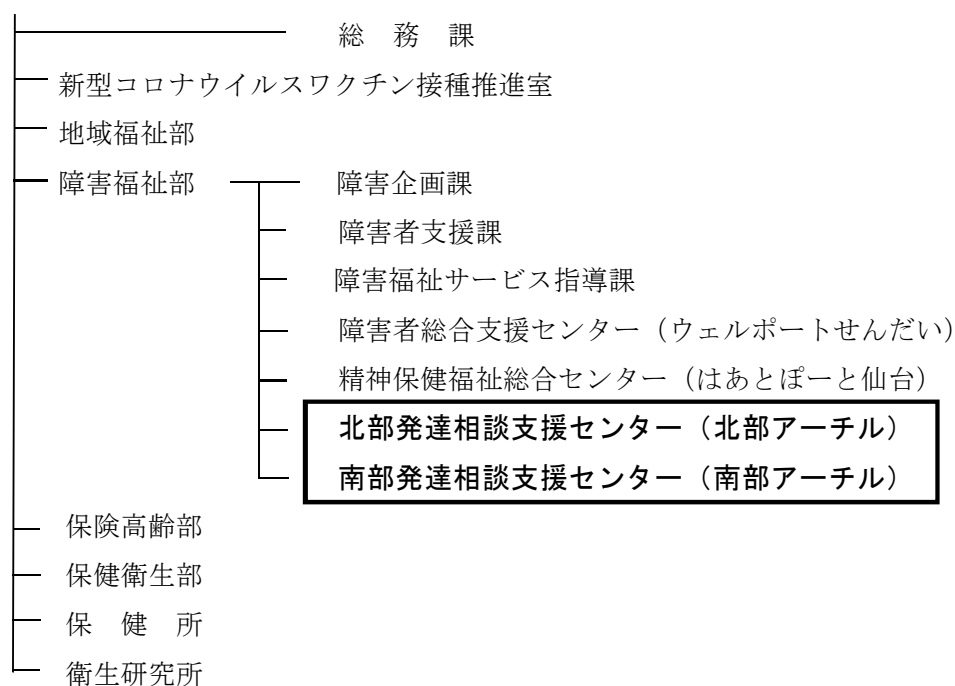 総　務　課
新型コロナウイルスワクチン接種推進室
地域福祉部
障害福祉部　障害企画課
障害者支援課
障害福祉サービス指導課
障害者総合支援センター（ウェルポートせんだい）
精神保健福祉総合センター（はあとぽーと仙台）
北部発達相談支援センター（北部アーチル）
南部発達相談支援センター（南部アーチル）
保険高齢部
保健衛生部
保　健　所
衛生研究所